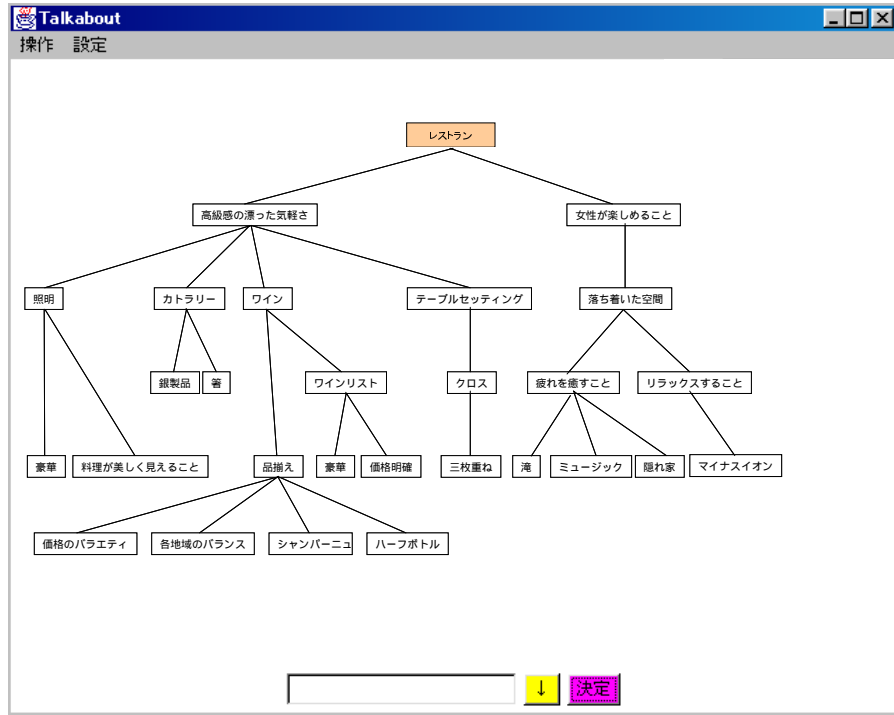 Talkabout
操作 設定
レストラン
高級感の漂った気軽さ 女性が楽しめること
照明 カトラリー ワイン テーブルセッティング 落ち着いた空間
銀製品 箸 ワインリスト クロス 疲れを癒すこと リラックスすること
豪華 料理が美しく見えること 品揃え 豪華 価格明確 三枚重ね 滝 ミュージック 隠れ家 マイナスイオン
価格のバラエティ 各地域のバランス シャンパーニュ ハーフボトル
↓ 決定